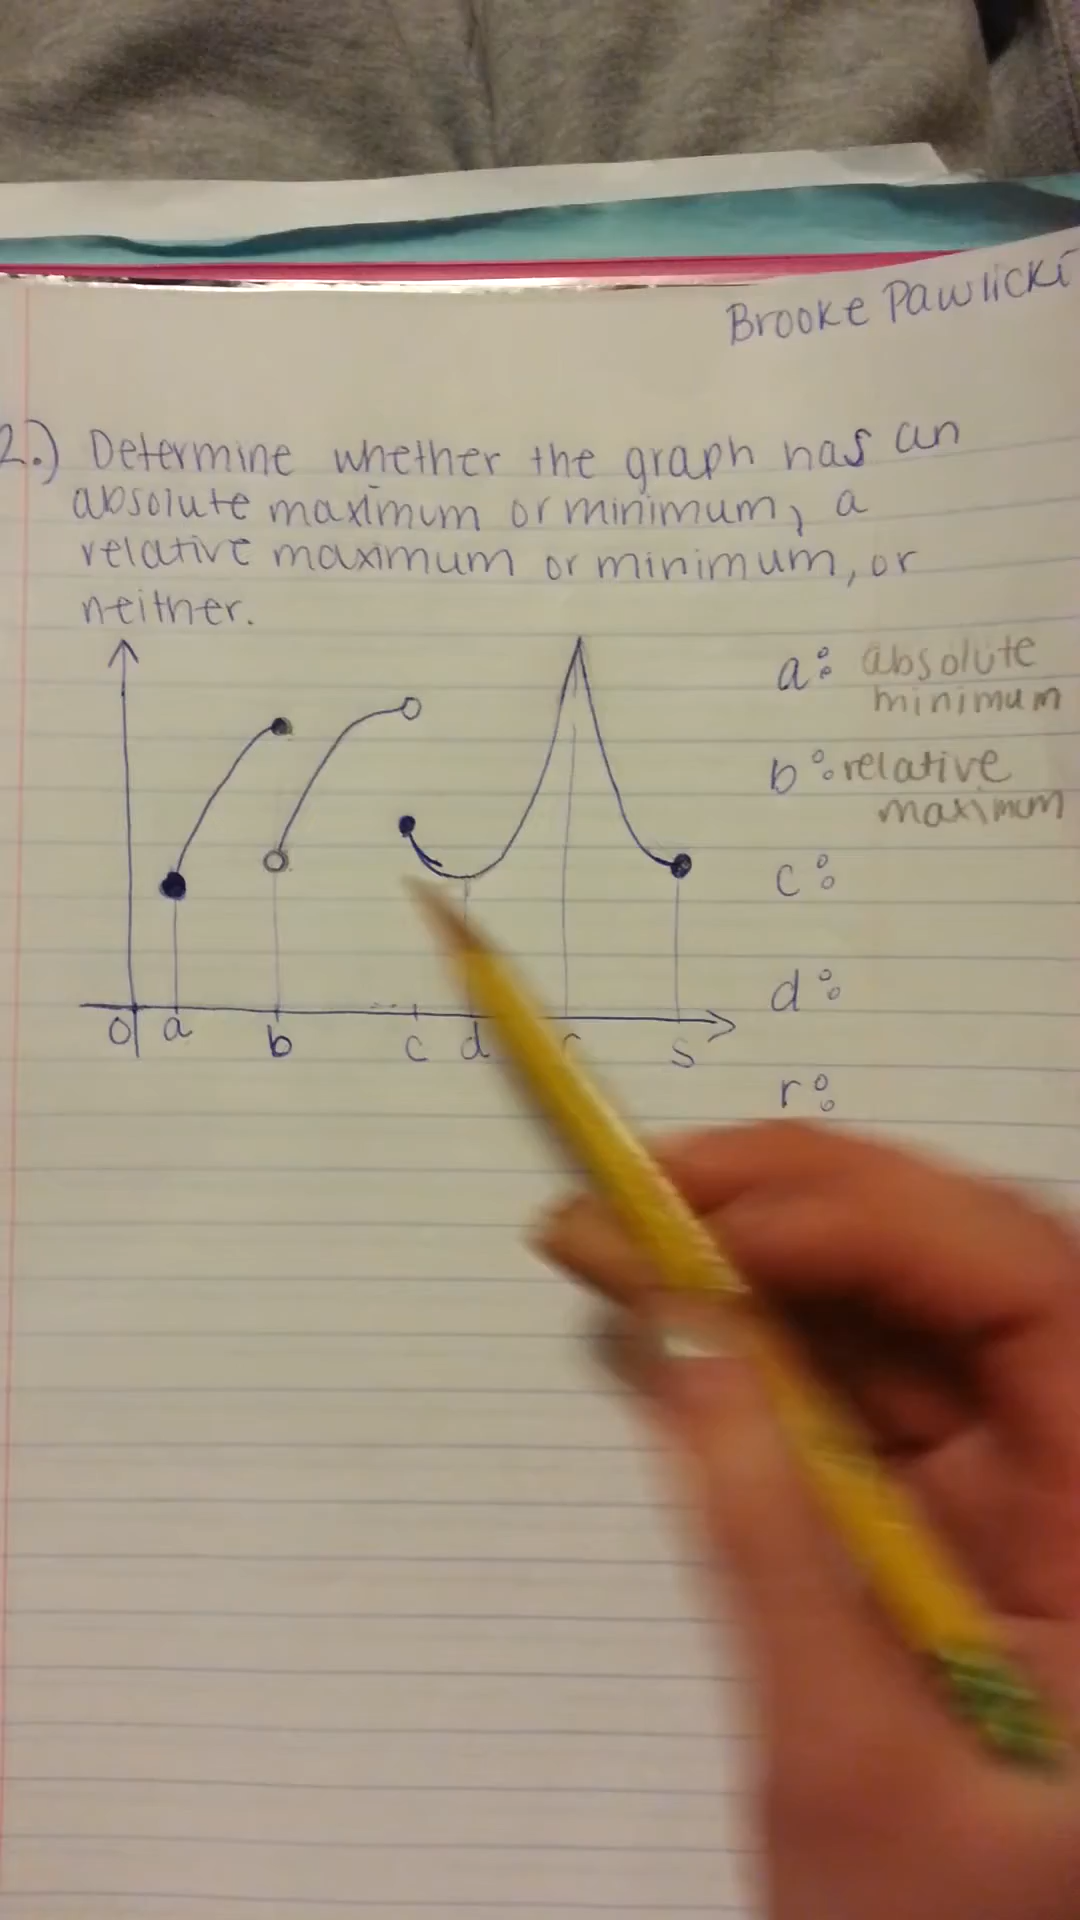 Brooke Pawlicki
2.) Determine whether the graph has an
absolute maximum or minimum, a
relative maximum or minimum, or
neither.
a: absolute
minimum
b: relative
maximum
c:
d:
r:
0 a b c d s